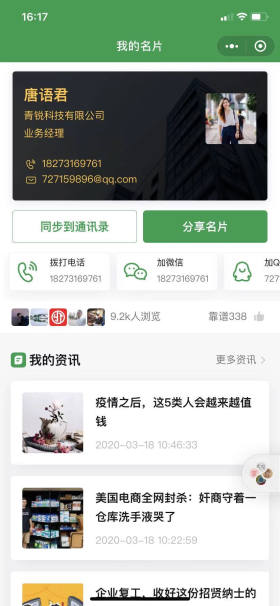 16:17
我的名片
唐语君
青锐科技有限公司
业务经理
18273169761
727159896@qq.com
同步到通讯录
分享名片
拨打电话
18273169761
加微信
18273169761
加Q
727
9.2k人浏览
靠谱338
我的资讯
更多资讯
疫情之后，这5类人会越来越值
钱
2020-03-18 10:46:33
美国电商全网封杀：奸商守着一
仓库洗手液哭了
2020-03-18 10:22:59
企业复工，收好这份招贤纳士的